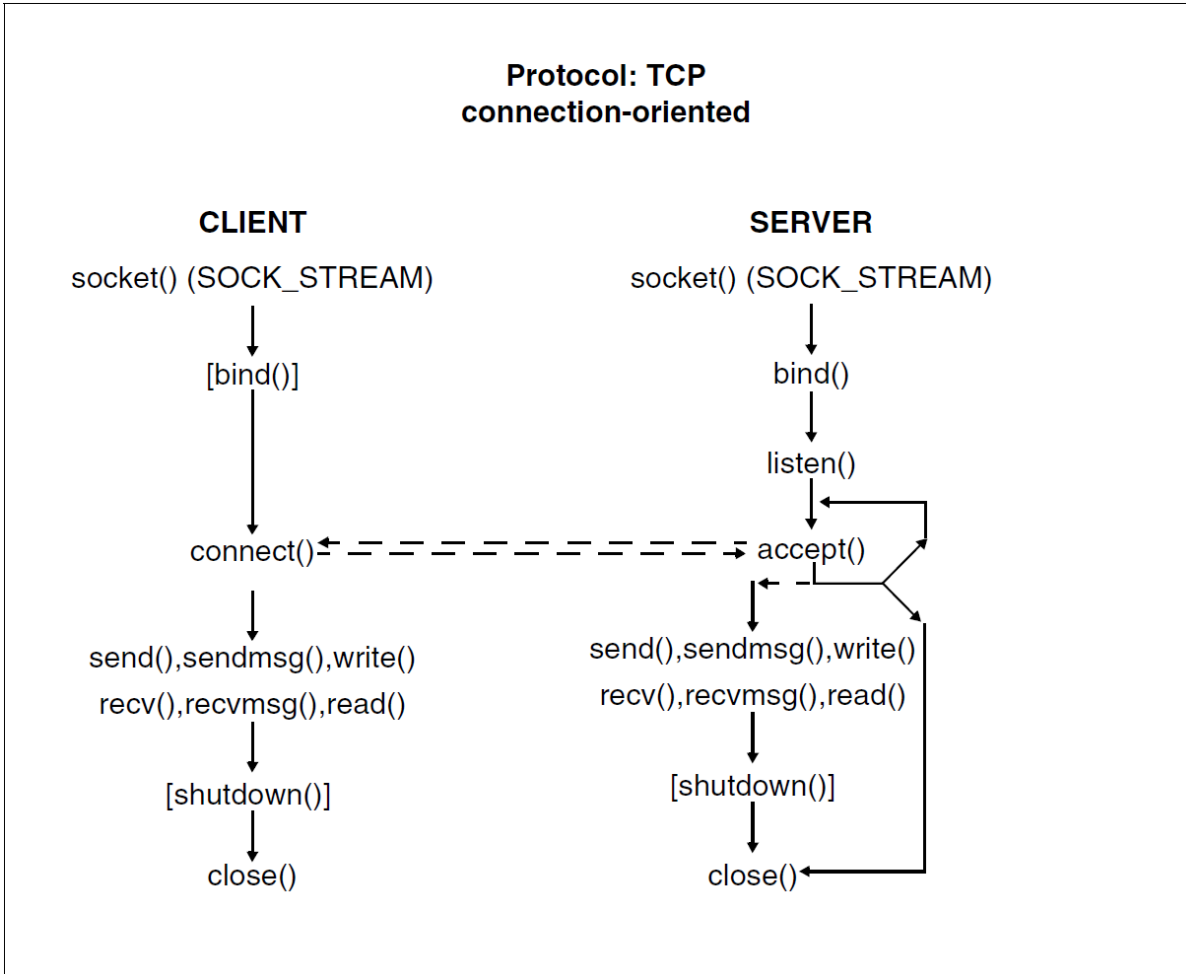 Protocol: TCP
connection-oriented
CLIENT
socket() (SOCK_STREAM)
[bind()]
connect()
send(),sendmsg(),write()
recv(),recvmsg(),read()
[shutdown()]
close()
SERVER
socket() (SOCK_STREAM)
bind()
listen()
accept()
send(),sendmsg(),write()
recv(),recvmsg(),read()
[shutdown()]
close()